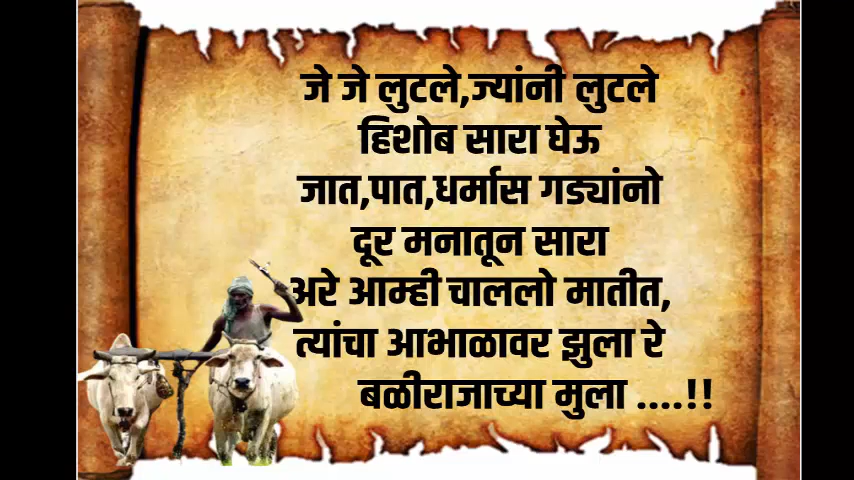 जे जे लुटले,ज्यांनी लुटले
हिशोब सारा घेऊ
जात,पात,धर्मास गड्यांनो
दूर मनातून सारा
अरे आम्ही चाललो मातीत,
त्यांचा आभाळावर झुला रे
बळीराजाच्या मुला ....!!